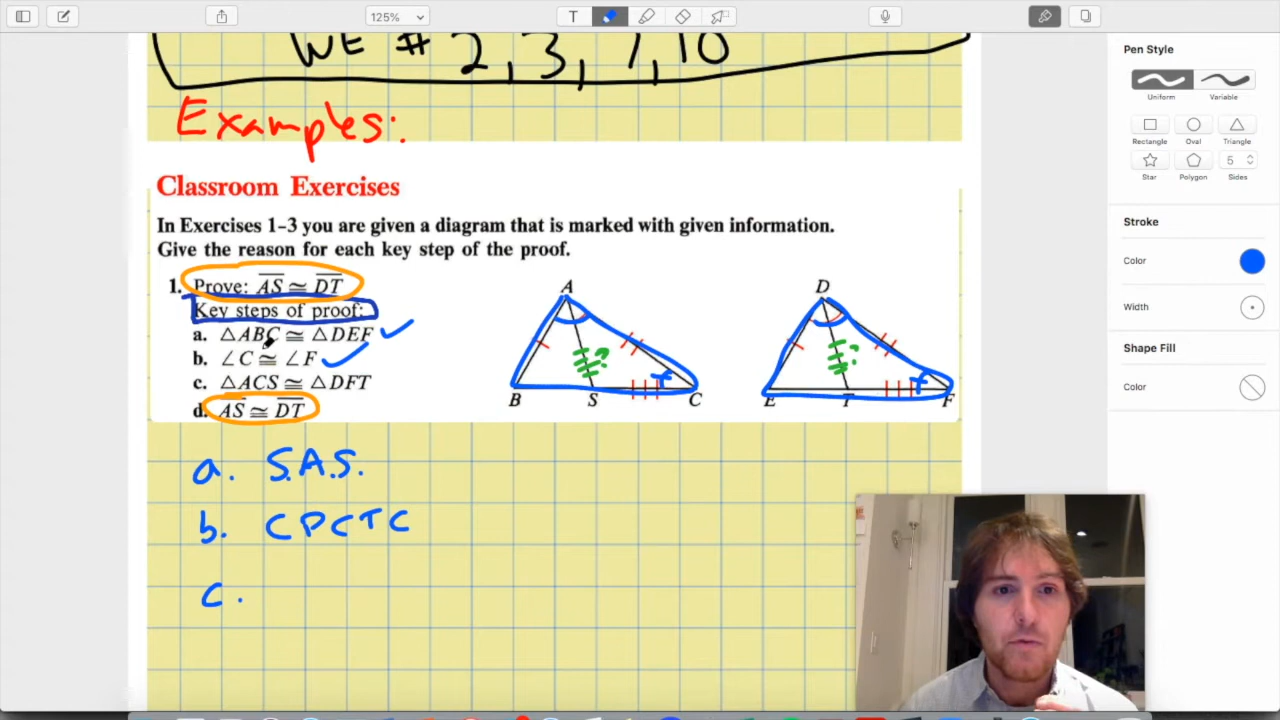 125%
T
Pen Style
Uniform Variable
Rectangle Oval Triangle
5
Star Polygon Sides
Stroke
Color
Width
Shape Fill
Color
WE # 2, 3, 7, 10
Examples:
Classroom Exercises
In Exercises 1–3 you are given a diagram that is marked with given information.
Give the reason for each key step of the proof.
1. Prove: AS ≅ DT
Key steps of proof:
a. △ABC ≅ △DEF
b. ∠C ≅ ∠F
c. △ACS ≅ △DFT
d. AS ≅ DT
A D
? ?
B S C E T F
a. S.A.S.
b. CPCTC
c.